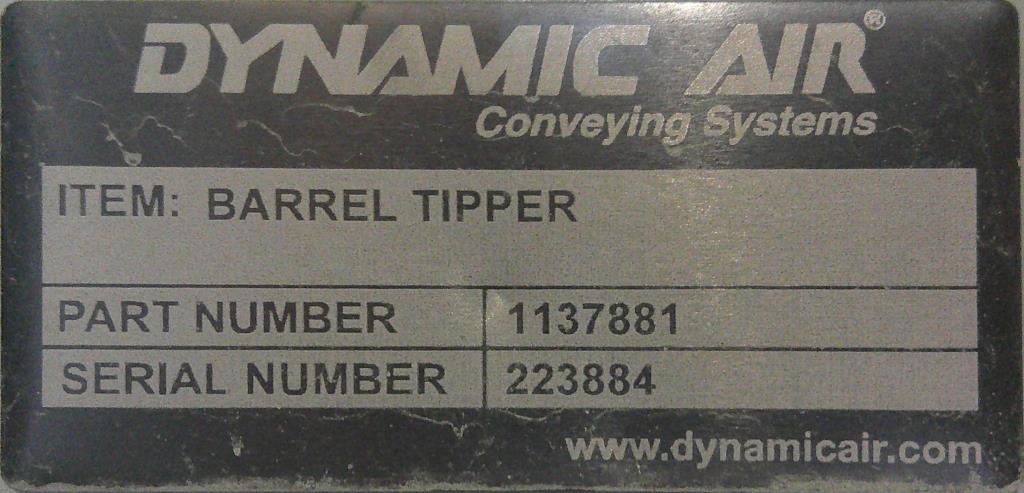 DYNAMIC AIR®
Conveying Systems
ITEM: BARREL TIPPER
PART NUMBER 1137881
SERIAL NUMBER 223884
www.dynamicair.com